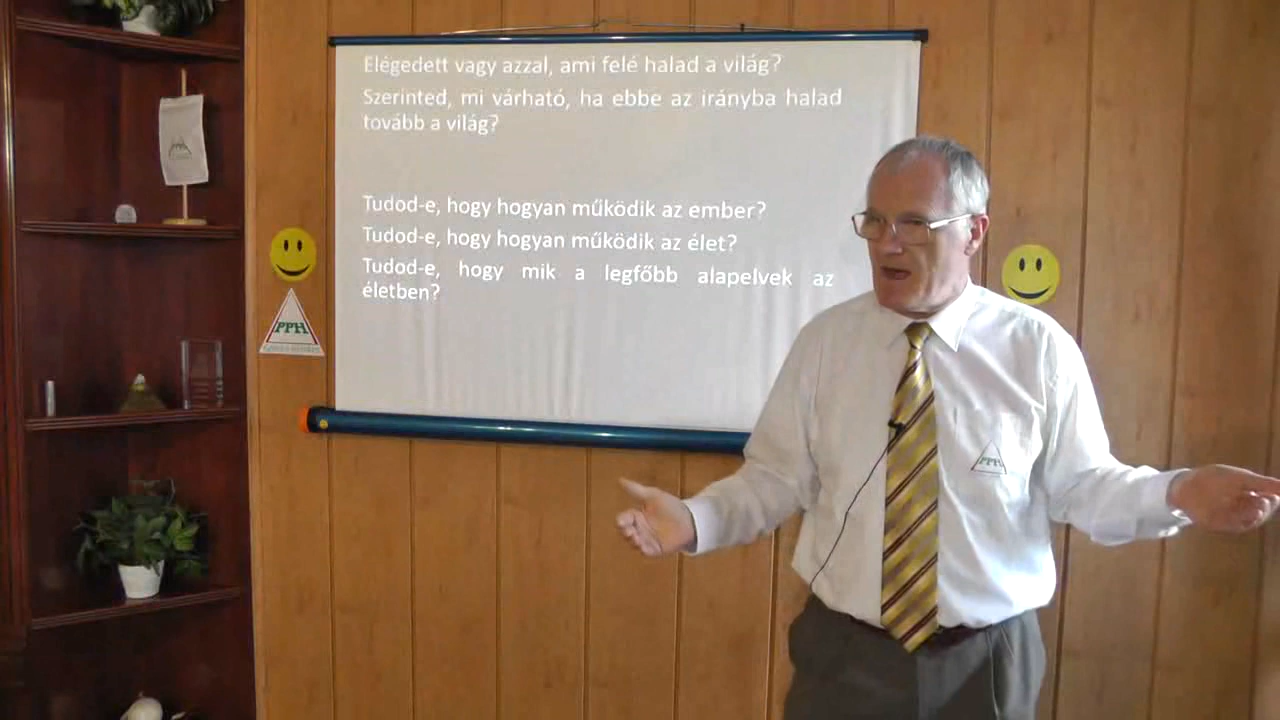 Elégedett vagy azzal, ami felé halad a világ?
Szerinted, mi várható, ha ebbe az irányba halad
tovább a világ?
Tudod-e, hogy hogyan működik az ember?
Tudod-e, hogy hogyan működik az élet?
Tudod-e, hogy mik a legfőbb alapelvek az
életben?
PPH
PPH